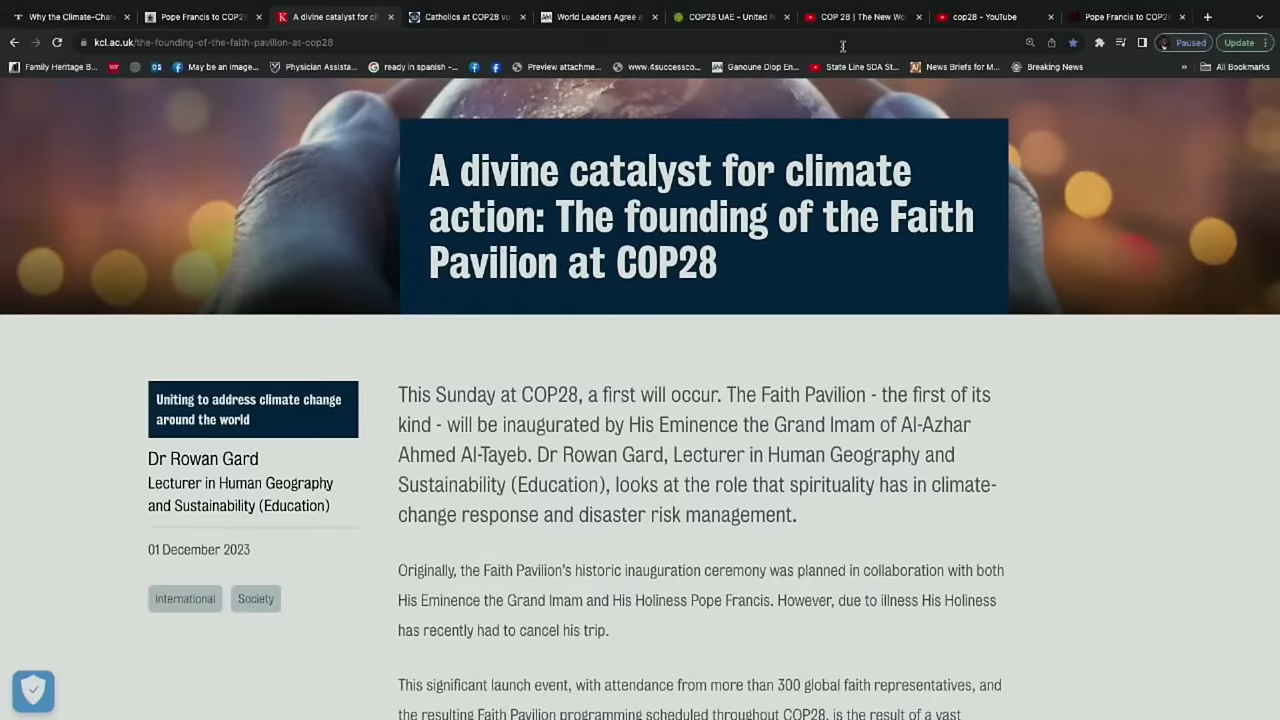 Why the Climate-Chan
Pope Francis to COP2
A divine catalyst for cli
Catholics at COP28 vo
World Leaders Agree a
COP28 UAE - United N
COP 28 | The New Wo
cop28 - YouTube
Pope Francis to COP2
kcl.ac.uk/the-founding-of-the-faith-pavilion-at-cop28
Paused
Update
Family Heritage B...
May be an image...
Physician Assista...
ready in spanish -...
Preview attachme...
www.4successco...
Ganoune Diop En...
State Line SDA St...
News Briefs for M...
Breaking News
»
All Bookmarks
A divine catalyst for climate
action: The founding of the Faith
Pavilion at COP28
Uniting to address climate change
around the world
Dr Rowan Gard
Lecturer in Human Geography
and Sustainability (Education)
01 December 2023
International
Society
This Sunday at COP28, a first will occur. The Faith Pavilion - the first of its
kind - will be inaugurated by His Eminence the Grand Imam of Al-Azhar
Ahmed Al-Tayeb. Dr Rowan Gard, Lecturer in Human Geography and
Sustainability (Education), looks at the role that spirituality has in climate-
change response and disaster risk management.
Originally, the Faith Pavilion's historic inauguration ceremony was planned in collaboration with both
His Eminence the Grand Imam and His Holiness Pope Francis. However, due to illness His Holiness
has recently had to cancel his trip.
This significant launch event, with attendance from more than 300 global faith representatives, and
the resulting Faith Pavilion programming scheduled throughout COP28, is the result of a vast